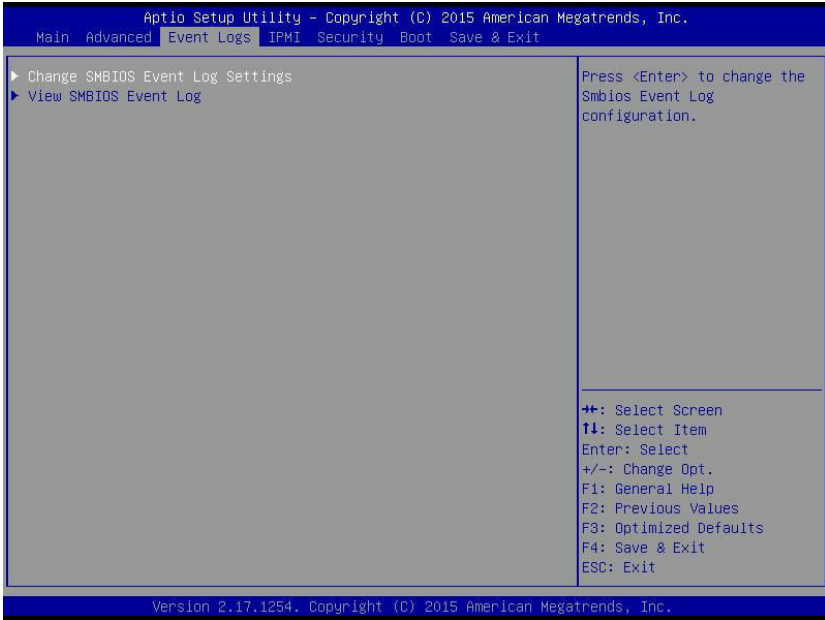 Aptio Setup Utility – Copyright (C) 2015 American Megatrends, Inc.
Main Advanced Event Logs IPMI Security Boot Save & Exit
▶ Change SMBIOS Event Log Settings
▶ View SMBIOS Event Log
Press <Enter> to change the
Smbios Event Log
configuration.
→←: Select Screen
↑↓: Select Item
Enter: Select
+/-: Change Opt.
F1: General Help
F2: Previous Values
F3: Optimized Defaults
F4: Save & Exit
ESC: Exit
Version 2.17.1254. Copyright (C) 2015 American Megatrends, Inc.